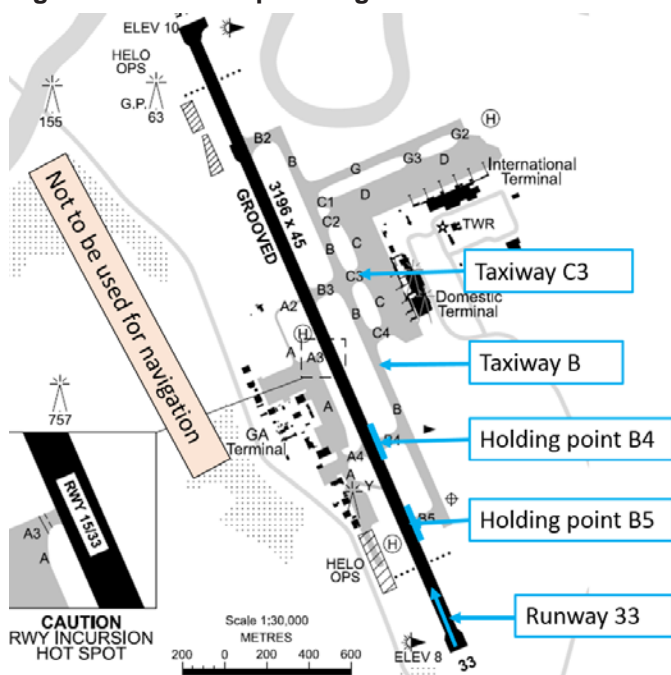 ELEV 10
HELO
OPS
155
G.P. 63
B2
B
H
G2
G3
D
G
International
Terminal
3196 x 45
GROOVED
D
C1
C2
TWR
B
C
C3
Taxiway C3
B3
A2
C
Domestic
Terminal
B
H
C4
A
A3
Taxiway B
Not to be used for navigation
757
A
B
GA
Terminal
B4
Holding point B4
A4
A
Y
RWY 15/33
A3
A
B5
Holding point B5
H
HELO
OPS
Runway 33
CAUTION
RWY INCURSION
HOT SPOT
Scale 1:30,000
METRES
ELEV 8
33
200 0 200 400 600